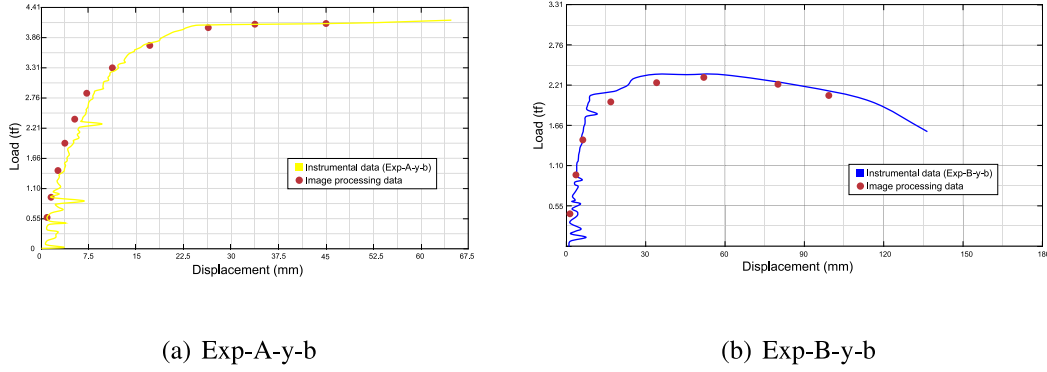 4.41
3.86
3.31
2.76
2.21
1.66
1.10
0.55
0
Load (tf)
Instrumental data (Exp-A-y-b)
Image processing data
0 7.5 15 22.5 30 37.5 45 52.5 60 67.5
Displacement (mm)
3.31
2.76
2.21
1.66
1.10
0.55
Load (tf)
Instrumental data (Exp-B-y-b)
Image processing data
0 30 60 90 120 150 180
Displacement (mm)
(a) Exp-A-y-b
(b) Exp-B-y-b